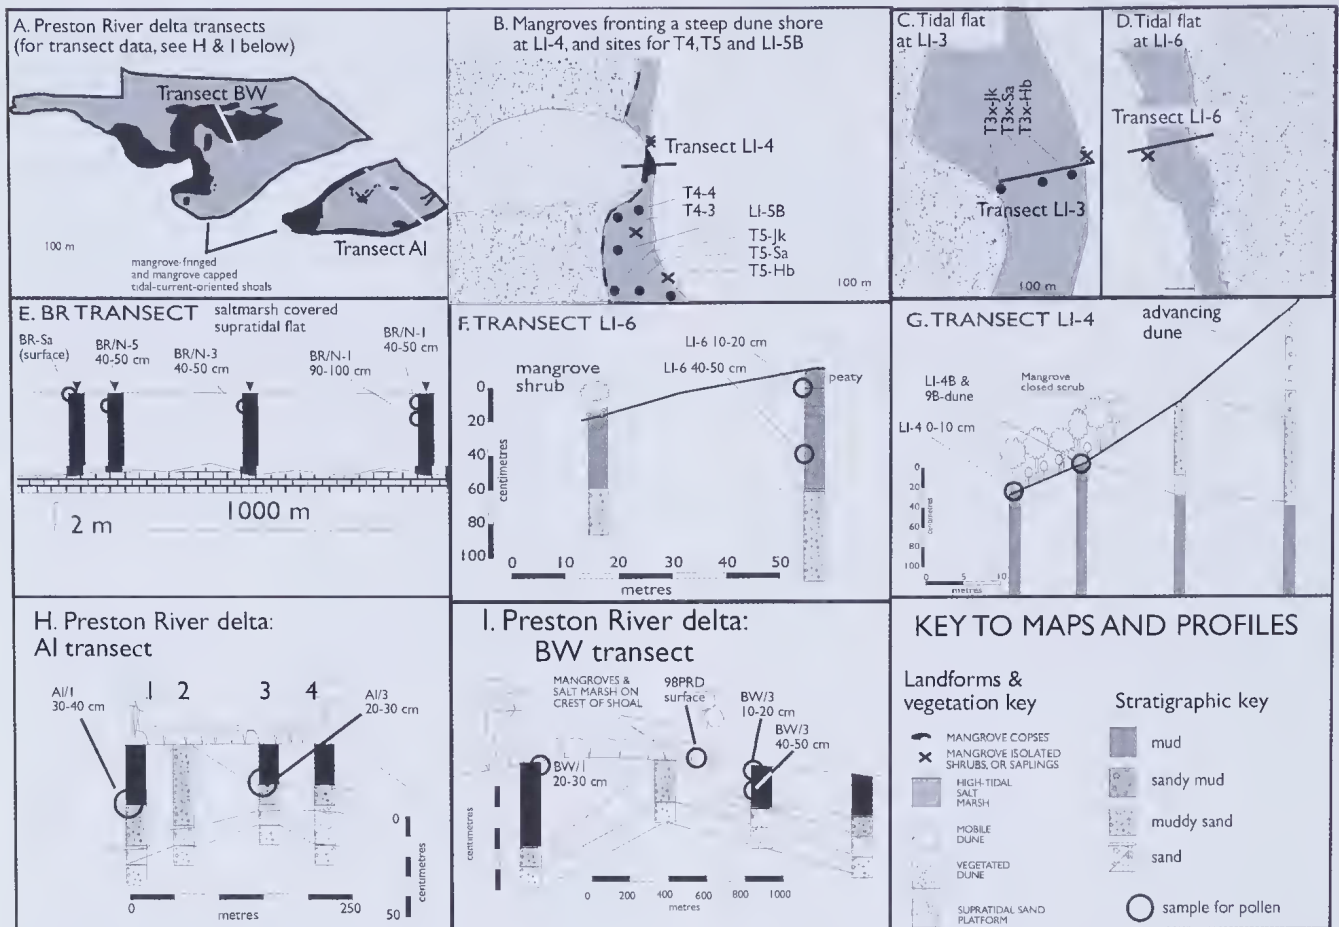 A. Preston River delta transects
(for transect data, see H & I below)
Transect BW
Transect AI
100 m
mangrove-fringed
and mangrove capped
tidal-current-oriented shoals
B. Mangroves fronting a steep dune shore
at LI-4, and sites for T4, T5 and LI-5B
Transect LI-4
T4-4
T4-3
LI-5B
T5-Jk
T5-Sa
T5-Hb
100 m
C. Tidal flat
at LI-3
T3x-Jk
T3x-Sa
T3x-Hb
Transect LI-3
100 m
D. Tidal flat
at LI-6
Transect LI-6
E. BR TRANSECT
saltmarsh covered
supratidal flat
BR-Sa
(surface)
BR/N-5
40-50 cm
BR/N-3
40-50 cm
BR/N-1
90-100 cm
BR/N-1
40-50 cm
2 m
1000 m
F. TRANSECT LI-6
LI-6 10-20 cm
LI-6 40-50 cm
mangrove
shrub
peaty
0
20
40
60
80
100
centimetres
0 10 20 30 40 50
metres
G. TRANSECT LI-4
advancing
dune
LI-4B &
9B-dune
Mangrove
closed scrub
LI-4 0-10 cm
0
20
40
60
80
100
centimetres
0 5 10
metres
H. Preston River delta:
AI transect
AI/1
30-40 cm
1 2 3 4
AI/3
20-30 cm
0
50
centimetres
0 250
metres
I. Preston River delta:
BW transect
MANGROVES &
SALT MARSH ON
CREST OF SHOAL
98PRD
surface
BW/3
10-20 cm
BW/3
40-50 cm
BW/1
20-30 cm
centimetres
0 200 400 600 800 1000
metres
KEY TO MAPS AND PROFILES
Landforms &
vegetation key
MANGROVE COPSES
MANGROVE ISOLATED
SHRUBS, OR SAPLINGS
HIGH-TIDAL
SALT
MARSH
MOBILE
DUNE
VEGETATED
DUNE
SUPRATIDAL SAND
PLATFORM
Stratigraphic key
mud
sandy mud
muddy sand
sand
sample for pollen